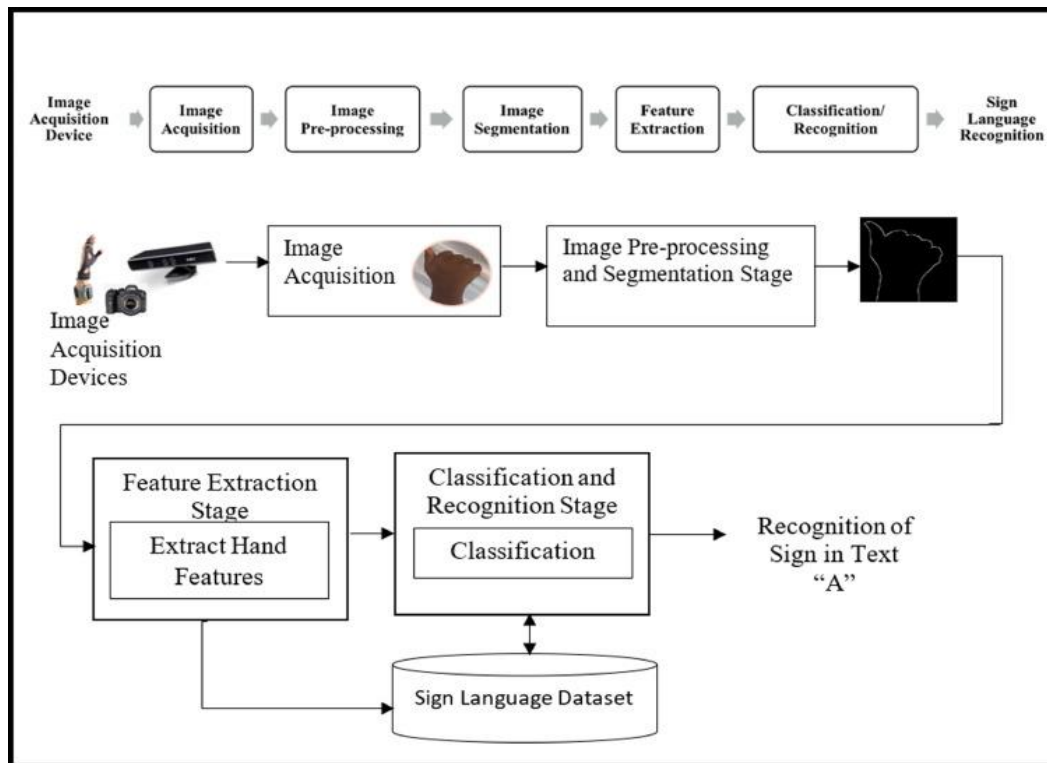 Image
Acquisition
Device
Image
Acquisition
Image
Pre-processing
Image
Segmentation
Feature
Extraction
Classification/
Recognition
Sign
Language
Recognition
Image
Acquisition
Devices
Image
Acquisition
Image Pre-processing
and Segmentation Stage
Feature Extraction
Stage
Extract Hand
Features
Classification and
Recognition Stage
Classification
Recognition of
Sign in Text
“A”
Sign Language Dataset